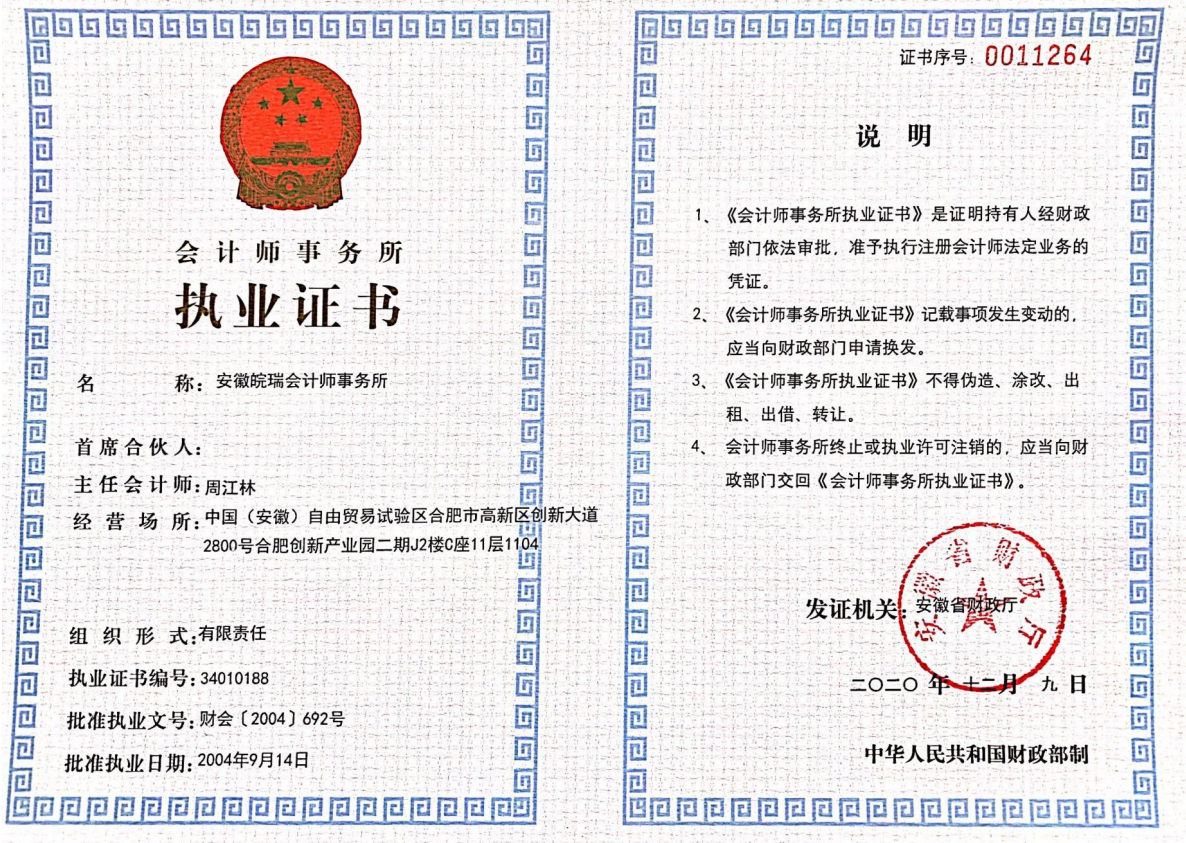 会计师事务所
执业证书
名称：安徽皖瑞会计师事务所
首席合伙人：
主任会计师：周江林
经营场所：中国（安徽）自由贸易试验区合肥市高新区创新大道
2800号合肥创新产业园二期J2楼C座11层1104
组织形式：有限责任
执业证书编号：34010188
批准执业文号：财会〔2004〕692号
批准执业日期：2004年9月14日
证书序号：0011264
说明
1、《会计师事务所执业证书》是证明持有人经财政
部门依法审批，准予执行注册会计师法定业务的
凭证。
2、《会计师事务所执业证书》记载事项发生变动的，
应当向财政部门申请换发。
3、《会计师事务所执业证书》不得伪造、涂改、出
租、出借、转让。
4、会计师事务所终止或执业许可注销的，应当向财
政部门交回《会计师事务所执业证书》。
安徽省财政厅
发证机关：安徽省财政厅
二〇二〇年十二月九日
中华人民共和国财政部制